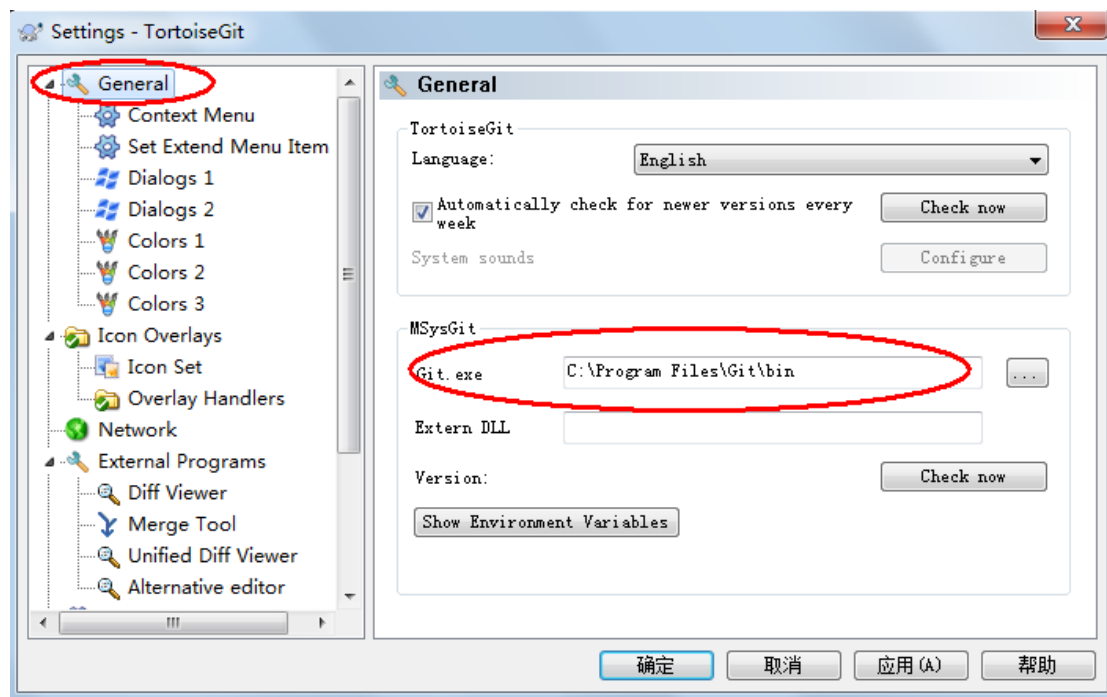 Settings - TortoiseGit
X
General
Context Menu
Set Extend Menu Item
Dialogs 1
Dialogs 2
Colors 1
Colors 2
Colors 3
Icon Overlays
Icon Set
Overlay Handlers
Network
External Programs
Diff Viewer
Merge Tool
Unified Diff Viewer
Alternative editor
General
TortoiseGit
Language:
English
Automatically check for newer versions every
week
Check now
System sounds
Configure
MSysGit
Git.exe
C:\Program Files\Git\bin
...
Extern DLL
Version:
Check now
Show Environment Variables
确定
取消
应用(A)
帮助